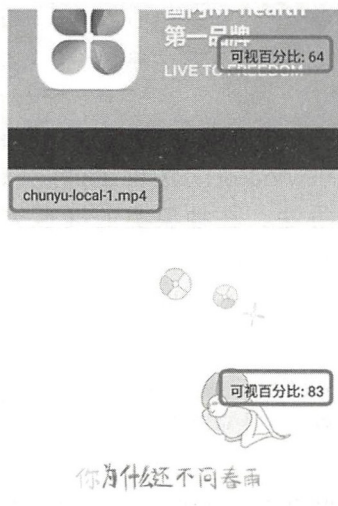 国内M-health
第一品牌
可视百分比: 64
LIVE TO FREEDOM
chunyu-local-1.mp4
可视百分比: 83
你为什么还不问春雨